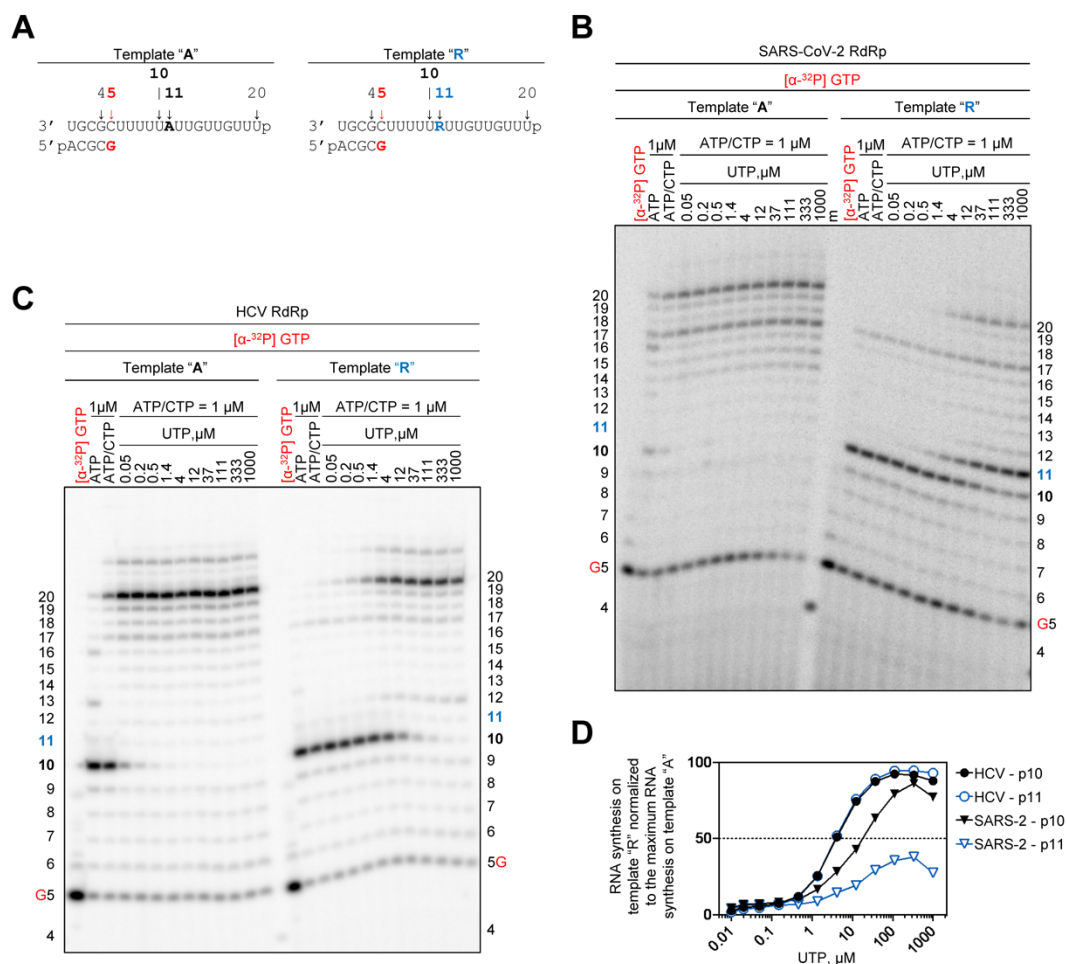 A
Template "A"
10
45 | 11 20
3' UGCGCUUUUUAUUGUUGUUUp
5'pACGCG
Template "R"
10
45 | 11 20
3' UGCGCUUUUURUUGUUGUUUp
5'pACGCG
B
SARS-CoV-2 RdRp
[α-³²P] GTP
Template "A"
Template "R"
1µM
ATP/CTP = 1 µM
1µM
ATP/CTP = 1 µM
UTP,µM
UTP,µM
[α-³²P] GTP
ATP
ATP/CTP
0.05
0.2
0.5
1.4
4
12
37
111
333
1000
m
[α-³²P] GTP
ATP
ATP/CTP
0.05
0.2
0.5
1.4
4
12
37
111
333
1000
20
19
18
17
16
15
14
13
12
11
10
9
8
7
6
G5
4
20
19
18
17
16
15
14
13
12
11
10
9
8
7
6
G5
4
C
HCV RdRp
[α-³²P] GTP
Template "A"
Template "R"
1µM
ATP/CTP = 1 µM
1µM
ATP/CTP = 1 µM
UTP,µM
UTP,µM
[α-³²P] GTP
ATP
ATP/CTP
0.05
0.2
0.5
1.4
4
12
37
111
333
1000
[α-³²P] GTP
ATP
ATP/CTP
0.05
0.2
0.5
1.4
4
12
37
111
333
1000
20
19
18
17
16
15
14
13
12
11
10
9
8
7
6
G5
4
20
19
18
17
16
15
14
13
12
11
10
9
8
7
6
5G
4
D
RNA synthesis on
template "R" normalized
to the maximum RNA
synthesis on template "A"
100
50
0
0.01
0.1
1
10
100
1000
UTP, µM
HCV - p10
HCV - p11
SARS-2 - p10
SARS-2 - p11